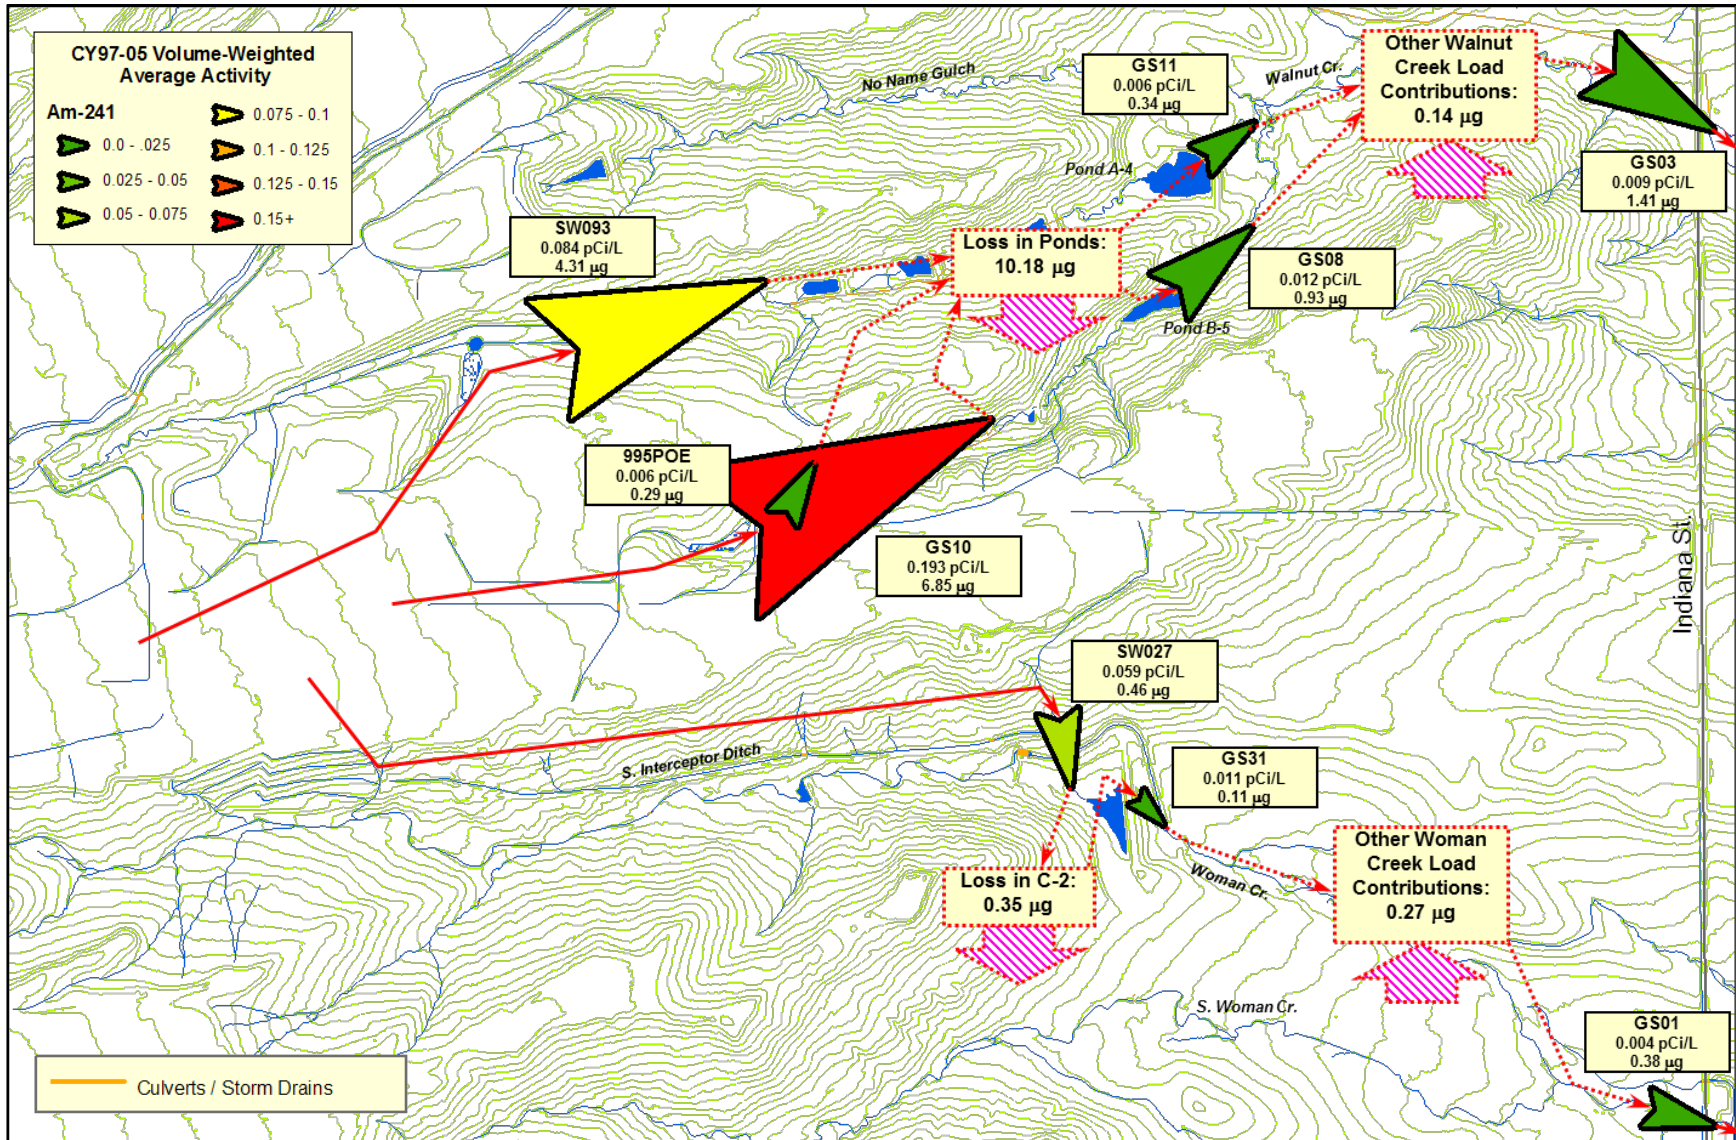 CY97-05 Volume-Weighted
Average Activity
Am-241
0.0 - .025
0.025 - 0.05
0.05 - 0.075
0.075 - 0.1
0.1 - 0.125
0.125 - 0.15
0.15+
No Name Gulch
GS11
0.006 pCi/L
0.34 µg
Walnut Cr.
Other Walnut
Creek Load
Contributions:
0.14 µg
GS03
0.009 pCi/L
1.41 µg
Pond A-4
SW093
0.084 pCi/L
4.31 µg
Loss in Ponds:
10.18 µg
GS08
0.012 pCi/L
0.93 µg
Pond B-5
995POE
0.006 pCi/L
0.29 µg
GS10
0.193 pCi/L
6.85 µg
Indiana St.
SW027
0.059 pCi/L
0.46 µg
S. Interceptor Ditch
GS31
0.011 pCi/L
0.11 µg
Loss in C-2:
0.35 µg
Woman Cr.
Other Woman
Creek Load
Contributions:
0.27 µg
S. Woman Cr.
GS01
0.004 pCi/L
0.38 µg
Culverts / Storm Drains